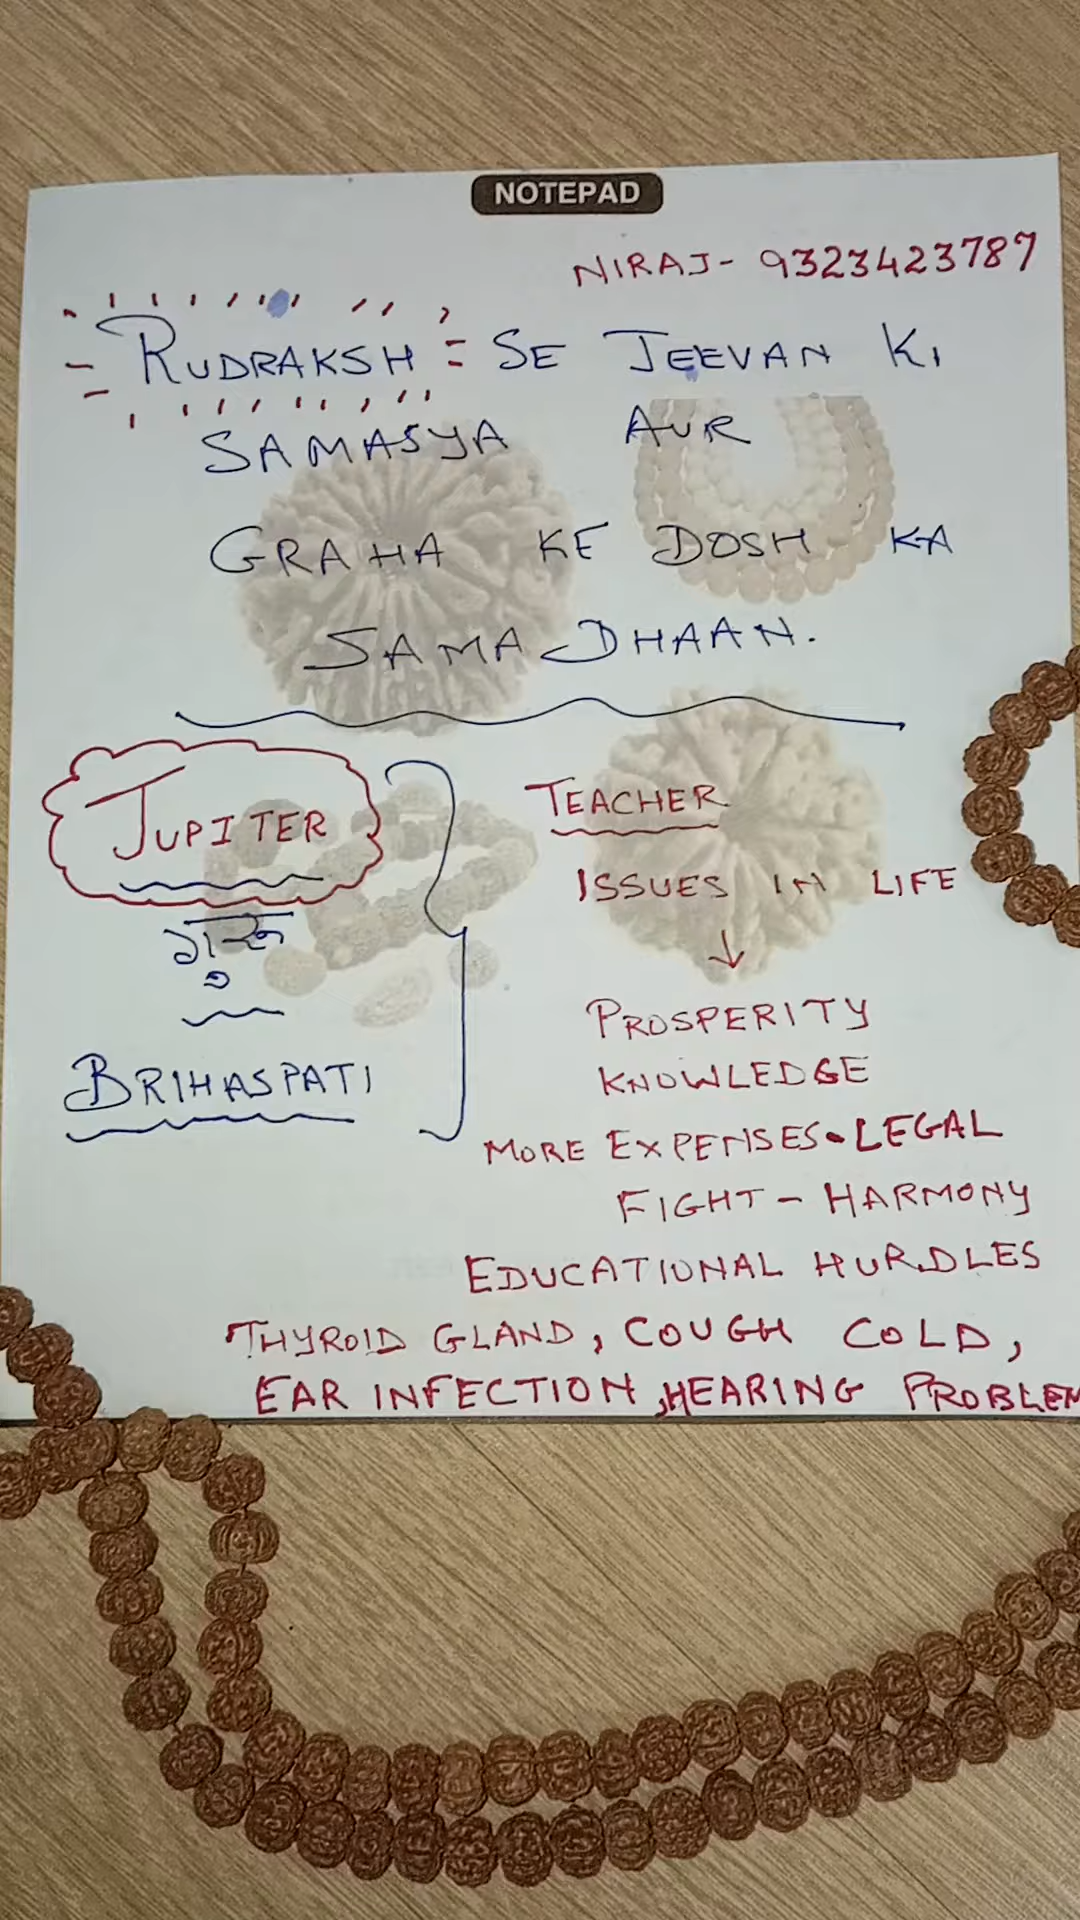 NOTEPAD
NIRAJ- 9323423787
RUDRAKSH SE JEEVAN KI
SAMASYA AUR
GRAHA KE DOSH KA
SAMADHAAN.
JUPITER
गुरु
BRIHASPATI
TEACHER
ISSUES IN LIFE
↓
PROSPERITY
KNOWLEDGE
MORE EXPENSES-LEGAL
FIGHT - HARMONY
EDUCATIONAL HURDLES
THYROID GLAND, COUGH COLD,
EAR INFECTION, HEARING PROBLEM